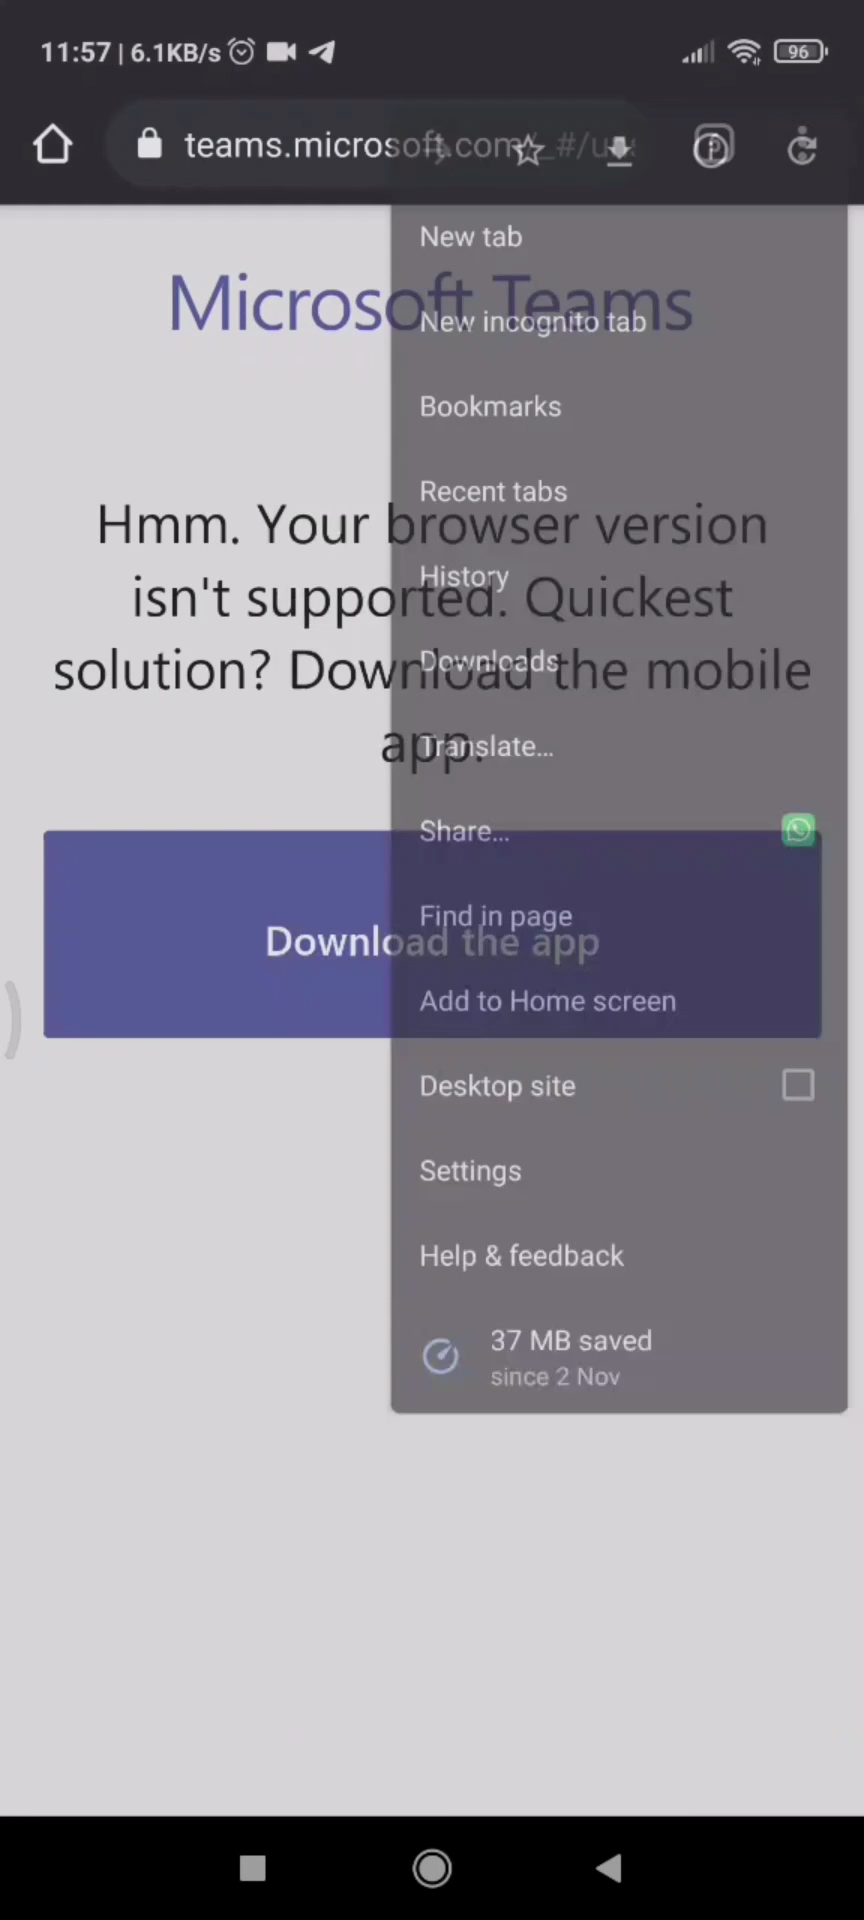 11:57 | 6.1KB/s
96
teams.microsoft.com/_#/u
New tab
Microsoft Teams
New incognito tab
Bookmarks
Recent tabs
Hmm. Your browser version
History
isn't supported. Quickest
Downloads
solution? Download the mobile
app.
Translate...
Share...
Find in page
Download the app
Add to Home screen
Desktop site
Settings
Help & feedback
37 MB saved
since 2 Nov